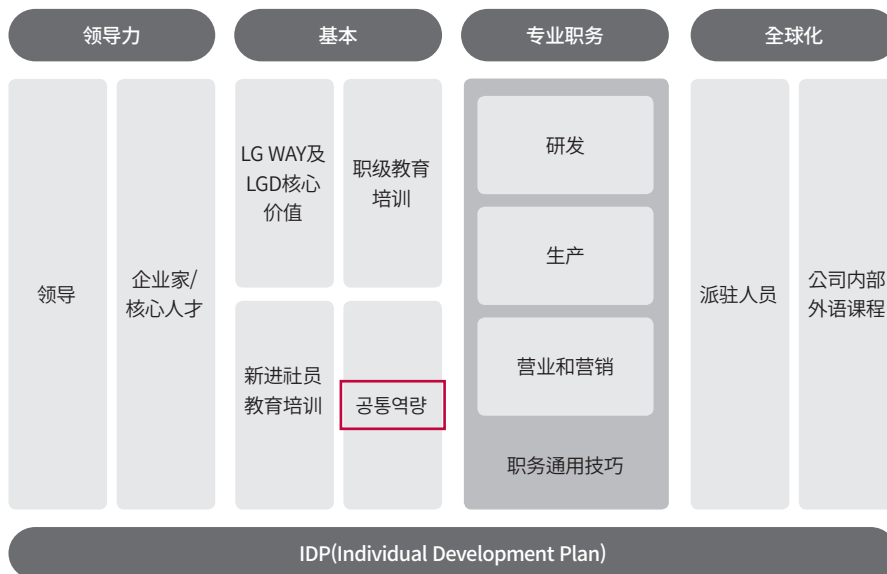 领导力
基本
专业职务
全球化
领导
企业家/
核心人才
LG WAY及
LGD核心
价值
职级教育
培训
新进社员
教育培训
公通역량
研发
生产
营业和营销
职务通用技巧
派驻人员
公司内部
外语课程
IDP(Individual Development Plan)